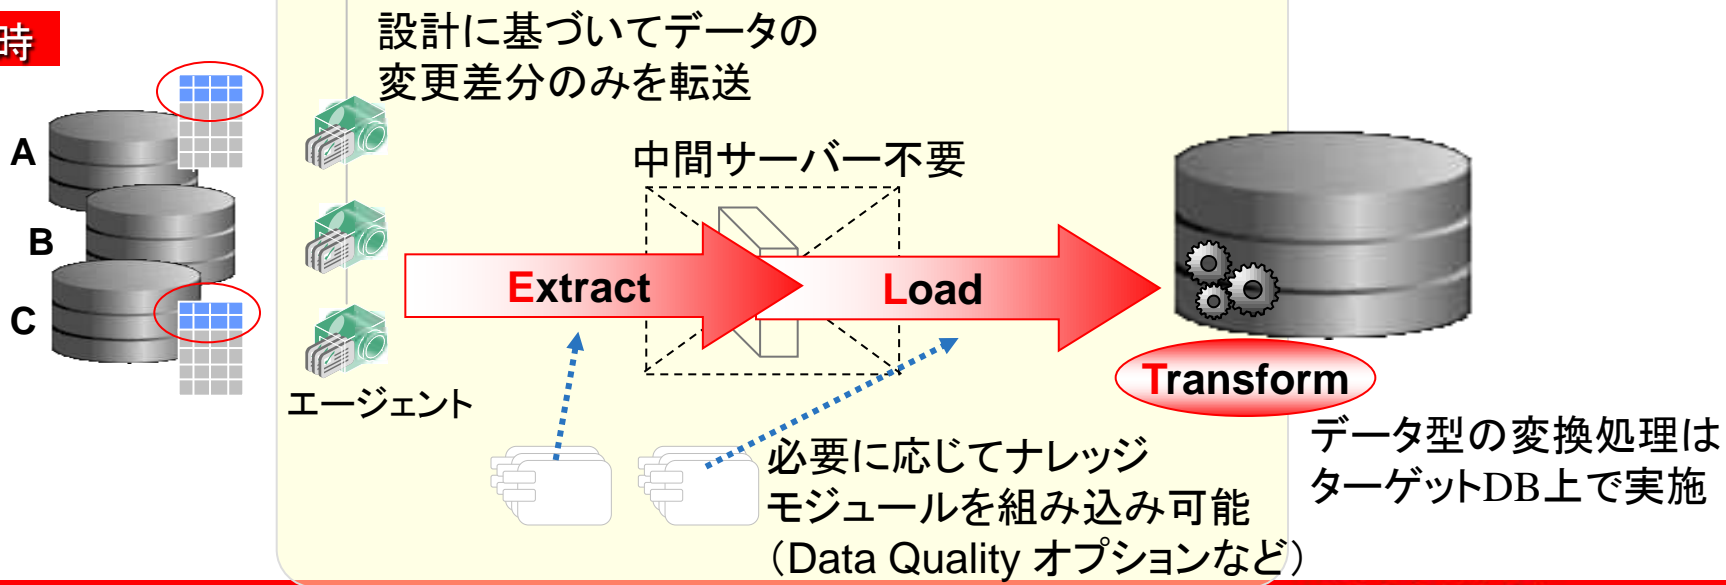 時
設計に基づいてデータの
変更差分のみを転送
A
B
C
中間サーバー不要
Extract
Load
Transform
エージェント
必要に応じてナレッジ
モジュールを組み込み可能
（Data Quality オプションなど）
データ型の変換処理は
ターゲットDB上で実施